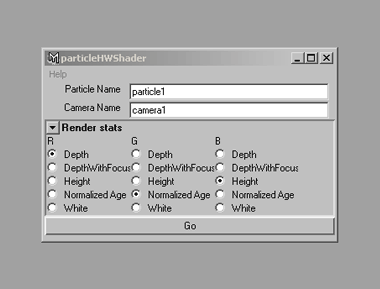 particleHWShader
Help
Particle Name particle1
Camera Name camera1
Render stats
R G B
Depth Depth Depth
DepthWithFocus DepthWithFocus DepthWithFocus
Height Height Height
Normalized Age Normalized Age Normalized Age
White White White
Go